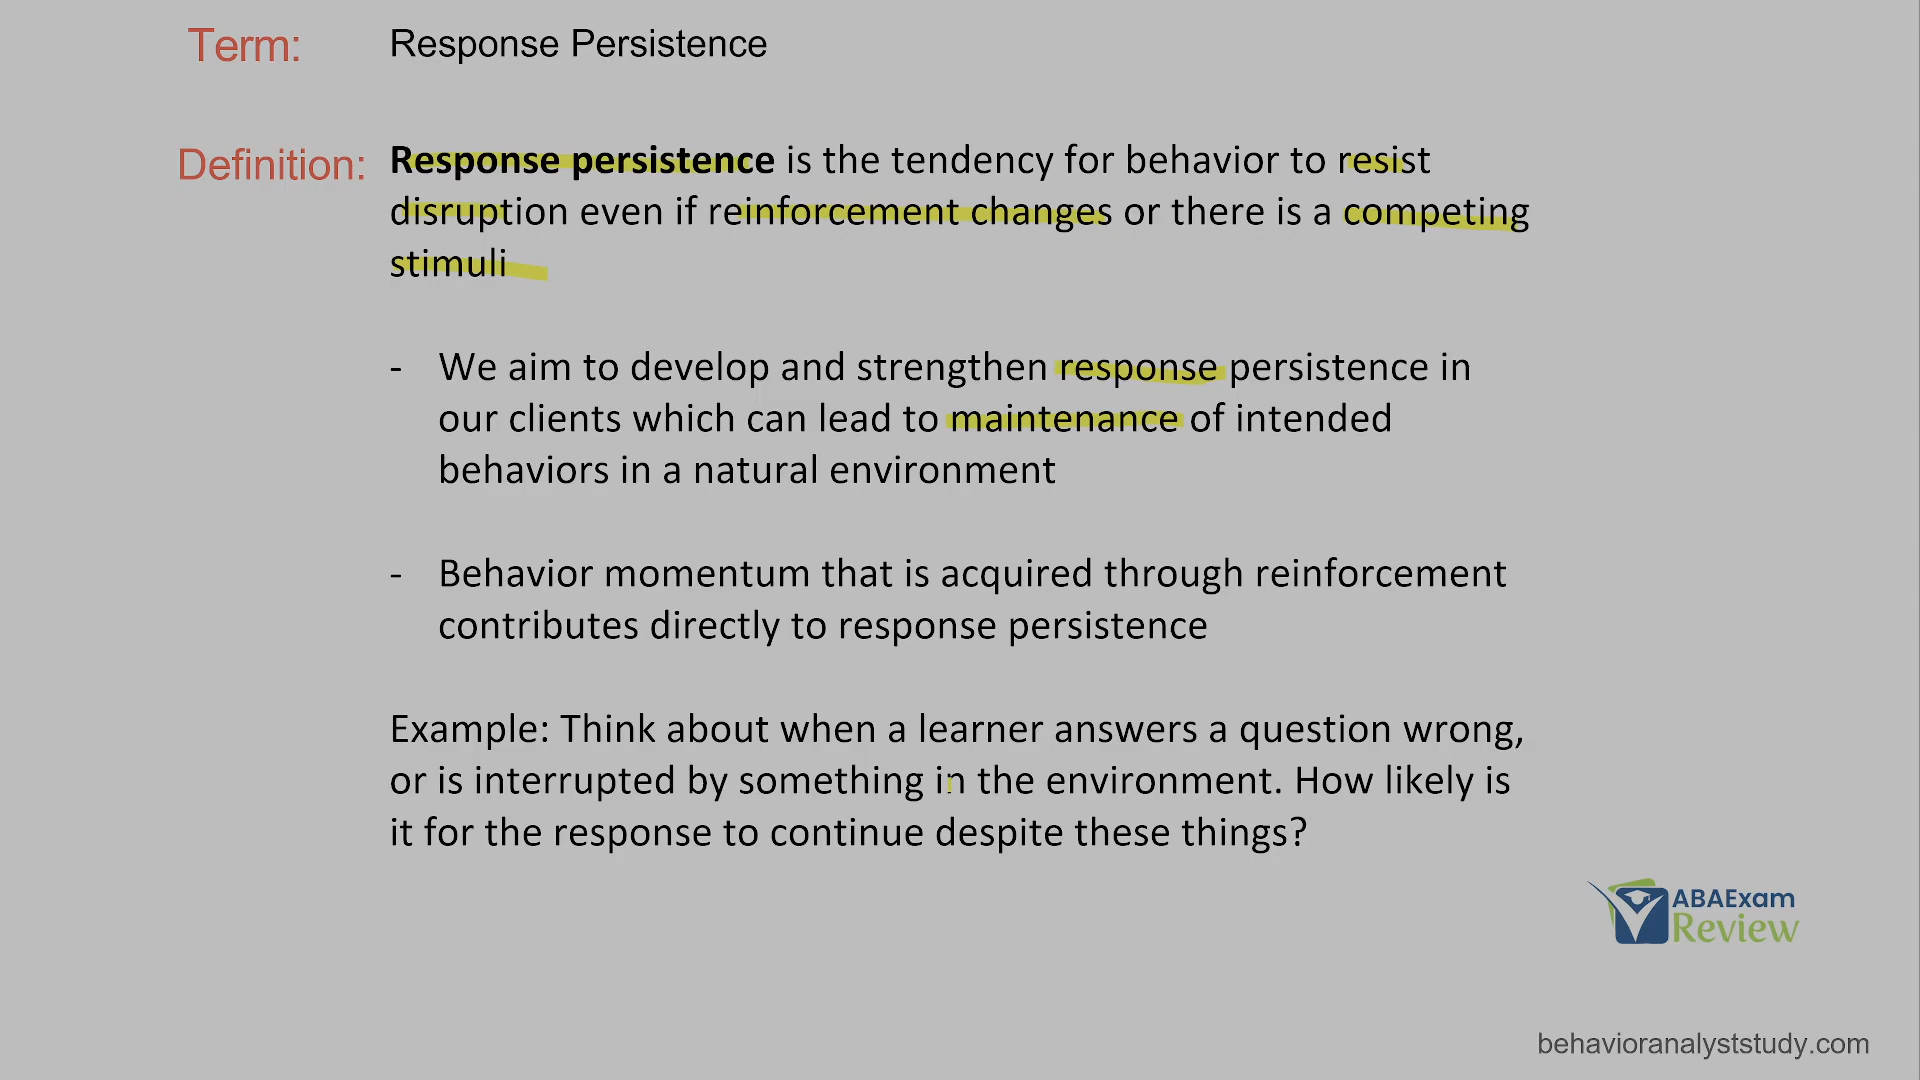 Term: Response Persistence
Definition: Response persistence is the tendency for behavior to resist
disruption even if reinforcement changes or there is a competing
stimuli
- We aim to develop and strengthen response persistence in
our clients which can lead to maintenance of intended
behaviors in a natural environment
- Behavior momentum that is acquired through reinforcement
contributes directly to response persistence
Example: Think about when a learner answers a question wrong,
or is interrupted by something in the environment. How likely is
it for the response to continue despite these things?
ABAExam
Review
behavioranalyststudy.com